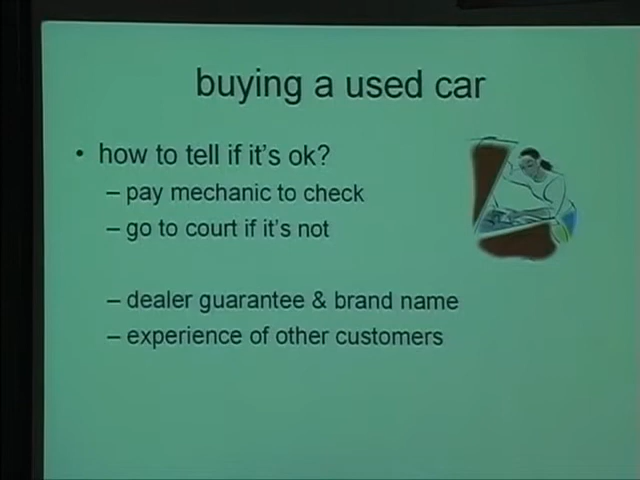 buying a used car
• how to tell if it's ok?
– pay mechanic to check
– go to court if it's not
– dealer guarantee & brand name
– experience of other customers